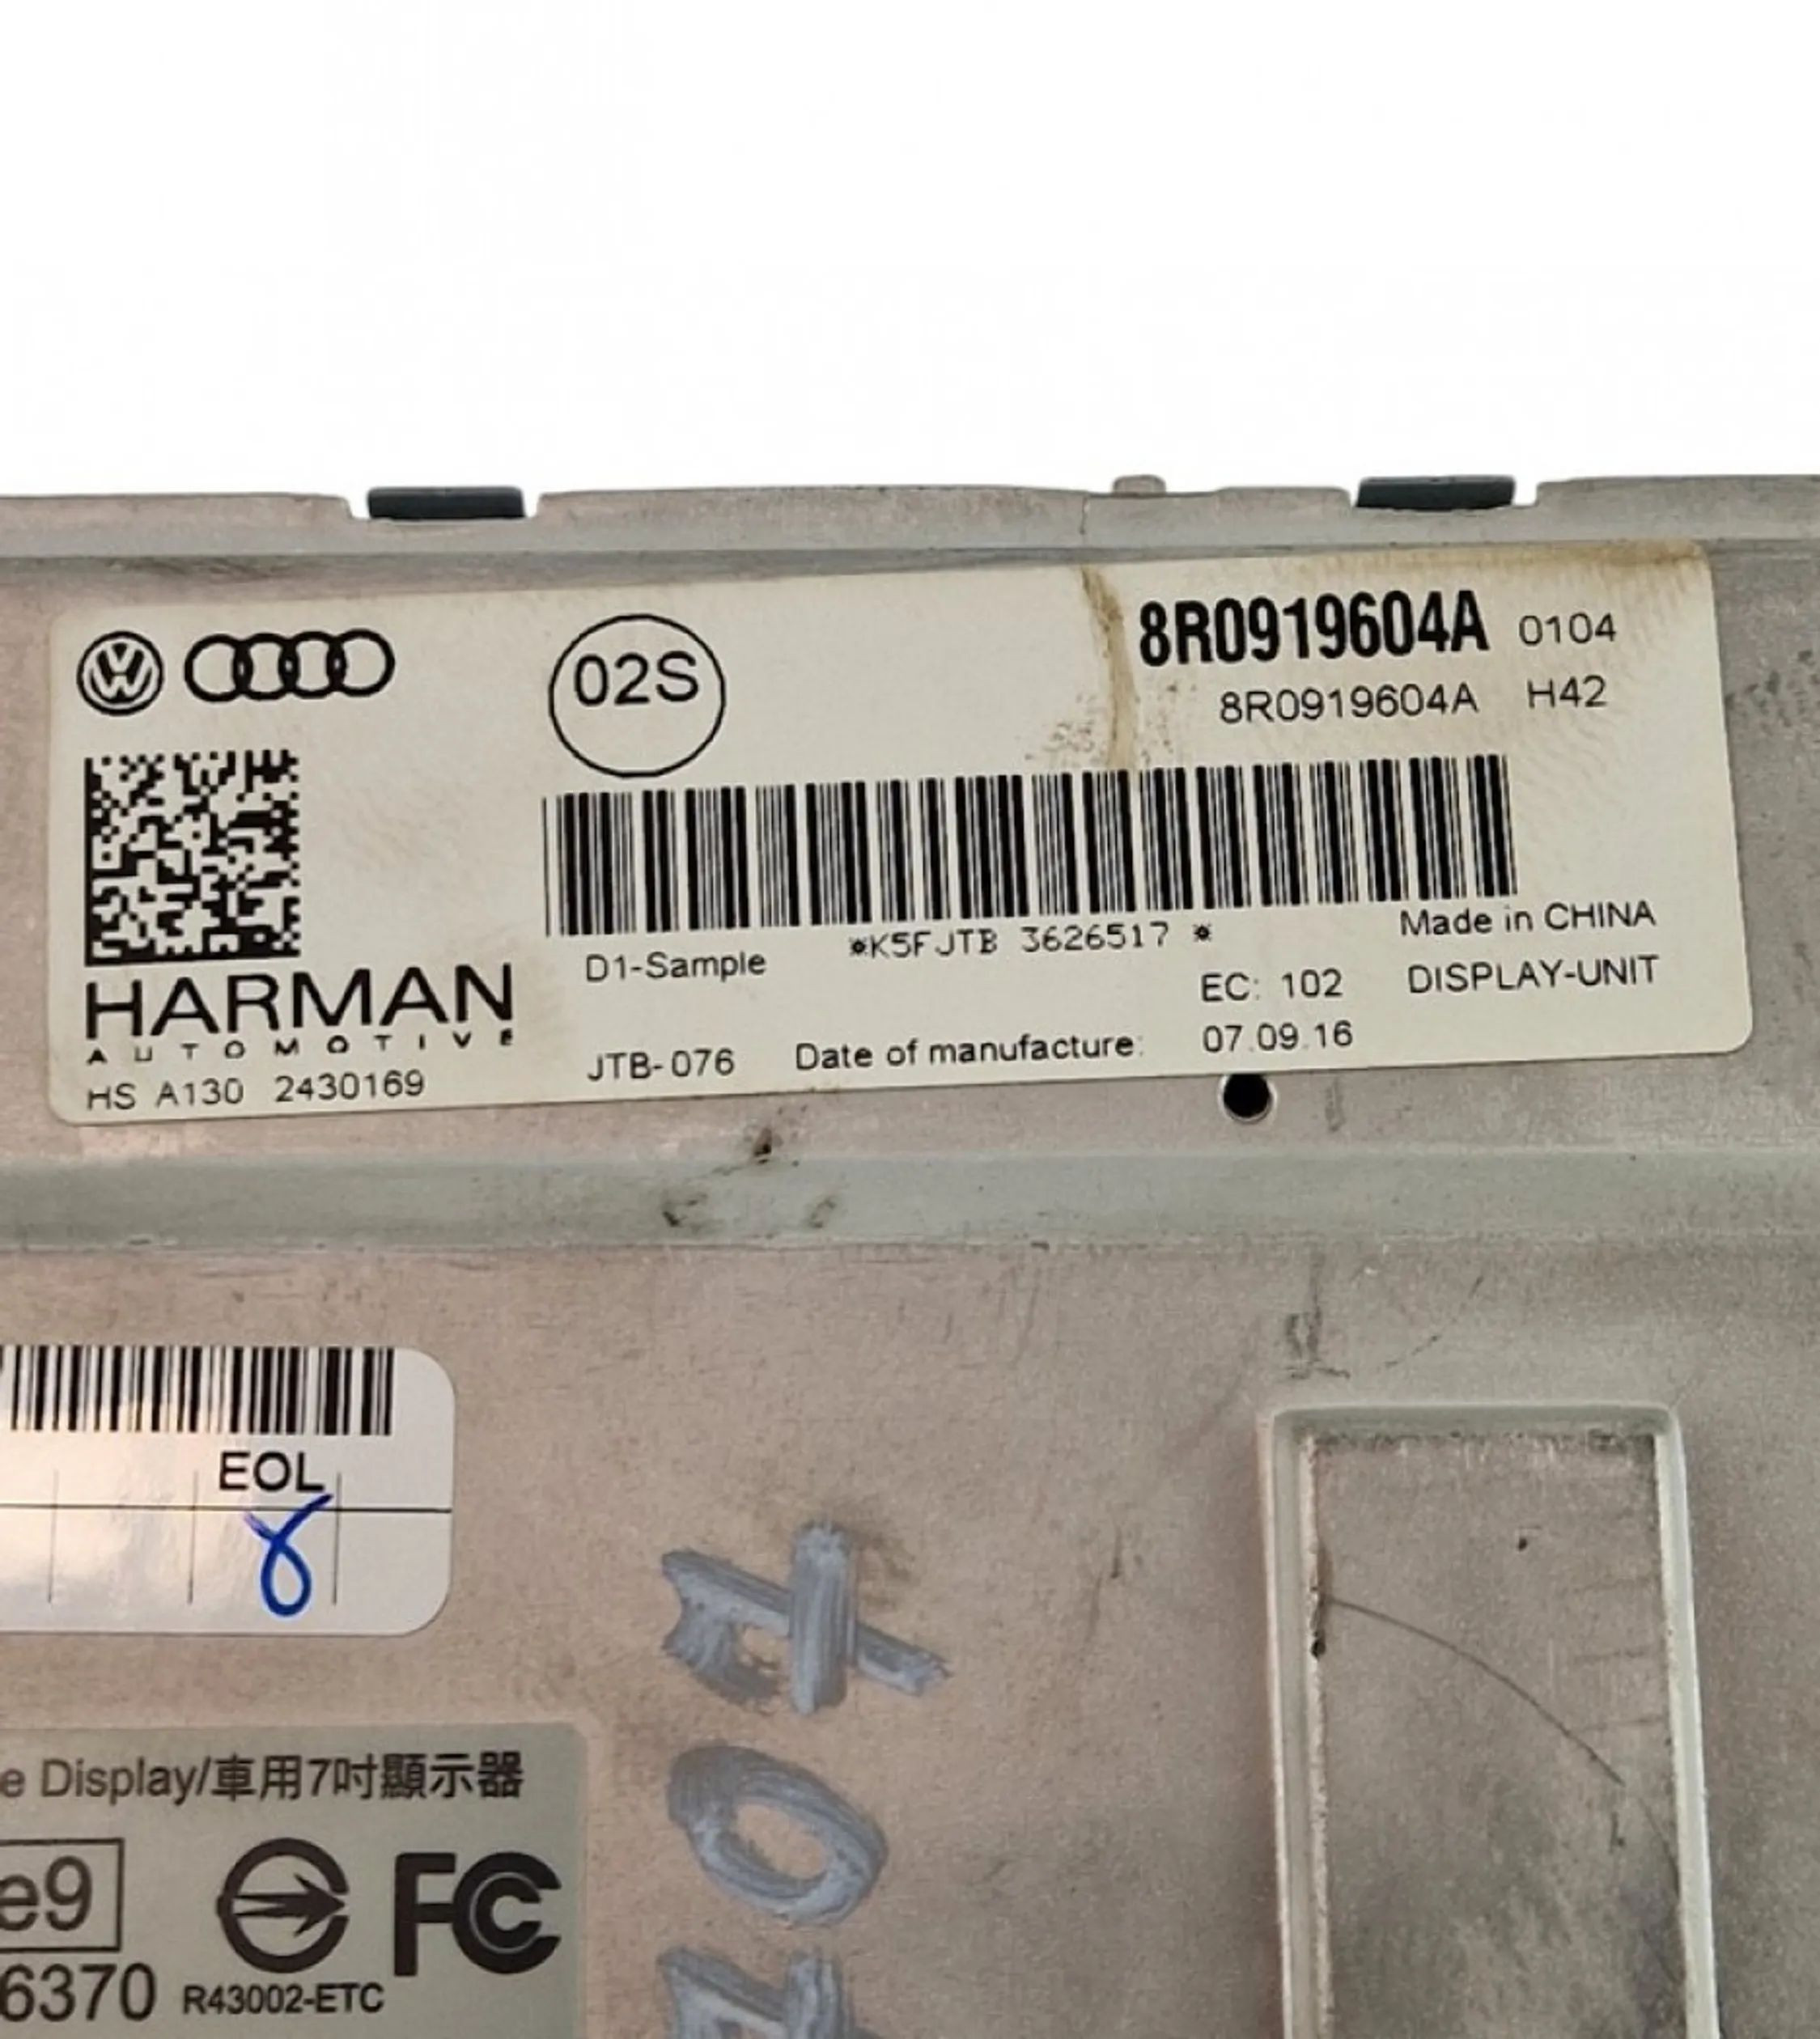 02S
8R0919604A 0104
8R0919604A H42
*K5FJTB 3626517 *
Made in CHINA
D1-Sample
EC: 102 DISPLAY-UNIT
HARMAN
AUTOMOTIVE
JTB-076 Date of manufacture: 07.09.16
HS A130 2430169
EOL
8
e Display/車用7吋顯示器
e9
FC
6370 R43002-ETC